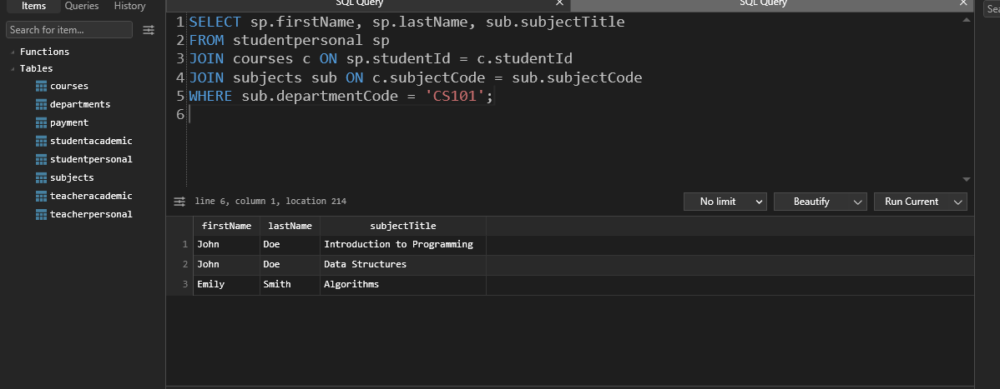 Items Queries History
SQL Query ×
SQL Query ×
Search for item...
Functions
Tables
courses
departments
payment
studentacademic
studentpersonal
subjects
teacheracademic
teacherpersonal
1 SELECT sp.firstName, sp.lastName, sub.subjectTitle
2 FROM studentpersonal sp
3 JOIN courses c ON sp.studentId = c.studentId
4 JOIN subjects sub ON c.subjectCode = sub.subjectCode
5 WHERE sub.departmentCode = 'CS101';
6
line 6, column 1, location 214
No limit
Beautify
Run Current
firstName lastName subjectTitle
1 John Doe Introduction to Programming
2 John Doe Data Structures
3 Emily Smith Algorithms